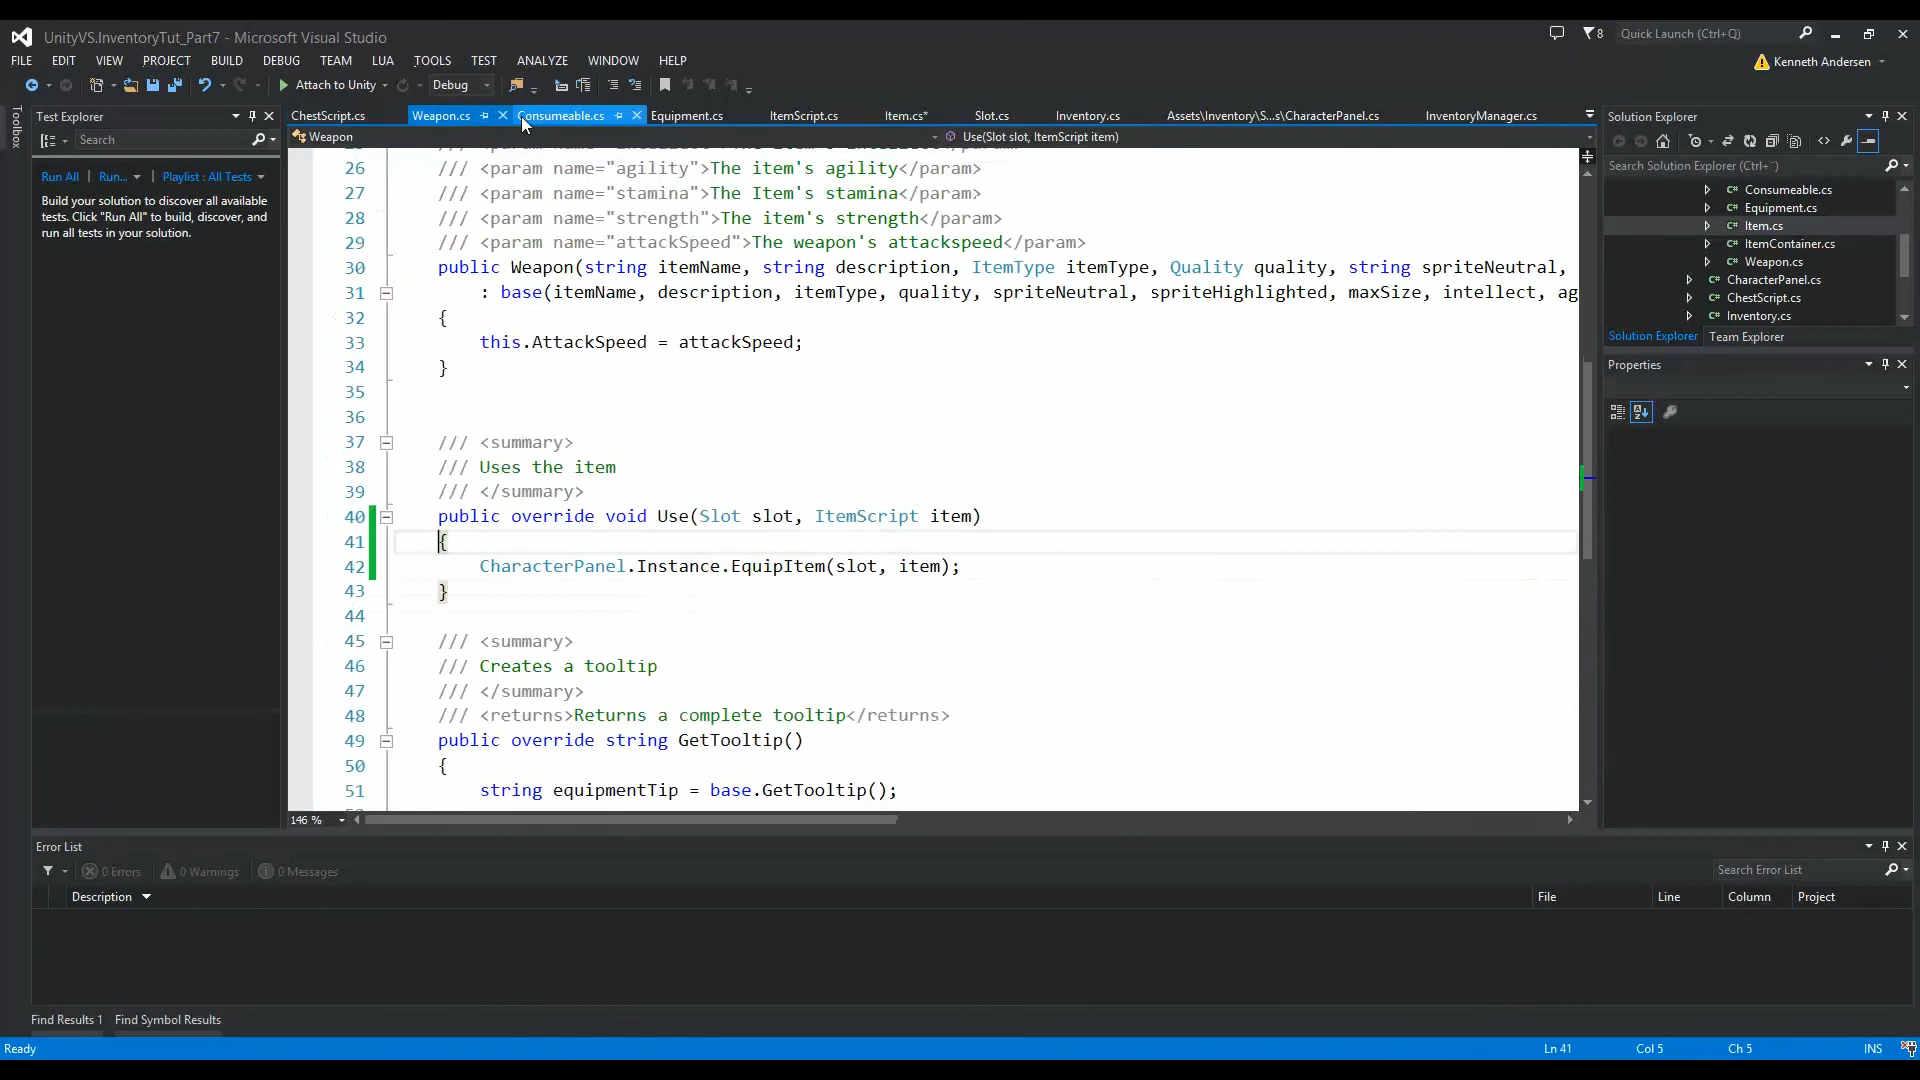 UnityVS.InventoryTut_Part7 - Microsoft Visual Studio
8
Quick Launch (Ctrl+Q)
FILE EDIT VIEW PROJECT BUILD DEBUG TEAM LUA TOOLS TEST ANALYZE WINDOW HELP
Kenneth Andersen
Attach to Unity
Debug
Toolbox
Test Explorer
Search
Run All | Run... | Playlist : All Tests
Build your solution to discover all available
tests. Click "Run All" to build, discover, and
run all tests in your solution.
ChestScript.cs Weapon.cs Consumeable.cs Equipment.cs ItemScript.cs Item.cs* Slot.cs Inventory.cs Assets\Inventory\S...s\CharacterPanel.cs InventoryManager.cs
Weapon
Use(Slot slot, ItemScript item)
26 /// <param name="agility">The item's agility</param>
27 /// <param name="stamina">The Item's stamina</param>
28 /// <param name="strength">The item's strength</param>
29 /// <param name="attackSpeed">The weapon's attackspeed</param>
30 public Weapon(string itemName, string description, ItemType itemType, Quality quality, string spriteNeutral,
31 : base(itemName, description, itemType, quality, spriteNeutral, spriteHighlighted, maxSize, intellect, ag
32 {
33 this.AttackSpeed = attackSpeed;
34 }
35
36
37 /// <summary>
38 /// Uses the item
39 /// </summary>
40 public override void Use(Slot slot, ItemScript item)
41 {
42 CharacterPanel.Instance.EquipItem(slot, item);
43 }
44
45 /// <summary>
46 /// Creates a tooltip
47 /// </summary>
48 /// <returns>Returns a complete tooltip</returns>
49 public override string GetTooltip()
50 {
51 string equipmentTip = base.GetTooltip();
146 %
Solution Explorer
Search Solution Explorer (Ctrl+¨)
C# Consumeable.cs
C# Equipment.cs
C# Item.cs
C# ItemContainer.cs
C# Weapon.cs
C# CharacterPanel.cs
C# ChestScript.cs
C# Inventory.cs
Solution Explorer Team Explorer
Properties
Error List
0 Errors 0 Warnings 0 Messages
Search Error List
Description File Line Column Project
Find Results 1 Find Symbol Results
Ready Ln 41 Col 5 Ch 5 INS